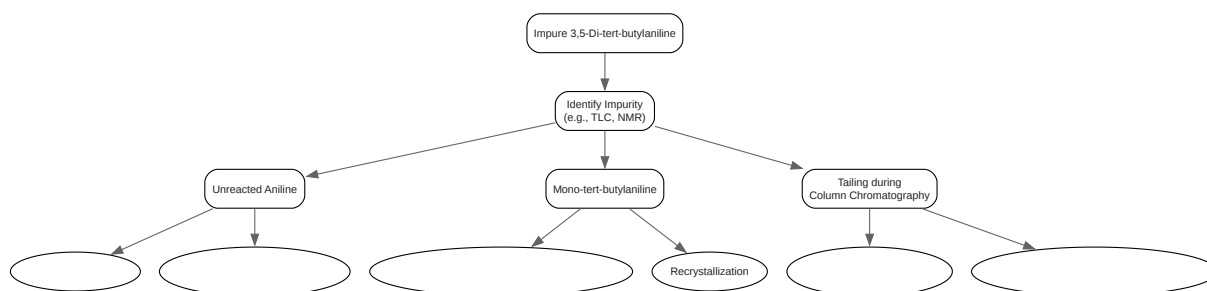 Impure 3,5-Di-tert-butylaniline
Identify Impurity
(e.g., TLC, NMR)
Unreacted Aniline
Mono-tert-butylaniline
Tailing during
Column Chromatography
Recrystallization